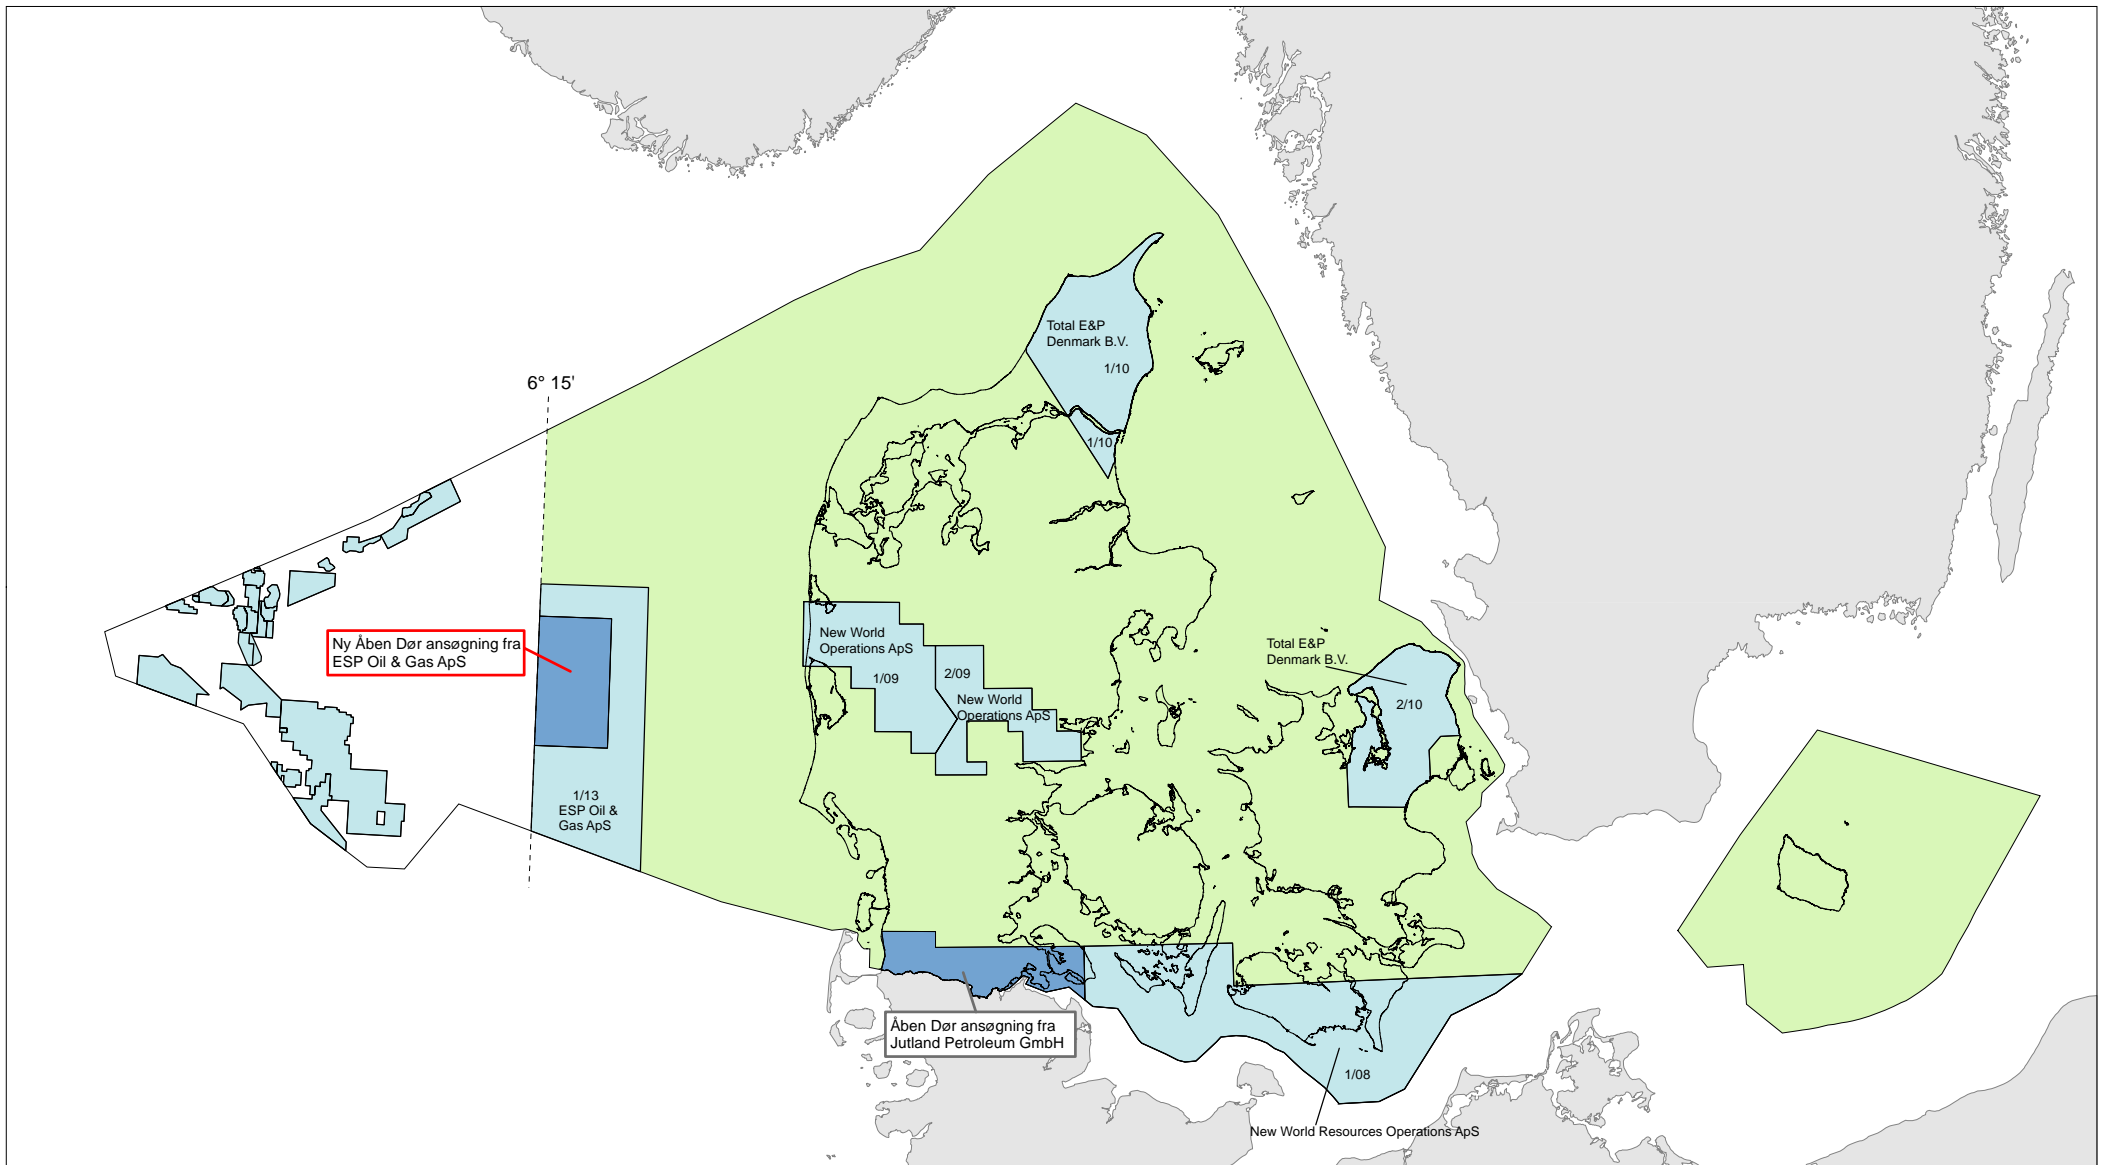 Total E&P
Denmark B.V.
1/10
6° 15'
1/10
Ny Åben Dør ansøgning fra
ESP Oil & Gas ApS
New World
Operations ApS
1/09
2/09
New World
Operations ApS
Total E&P
Denmark B.V.
2/10
1/13
ESP Oil &
Gas ApS
Åben Dør ansøgning fra
Jutland Petroleum GmbH
1/08
New World Resources Operations ApS